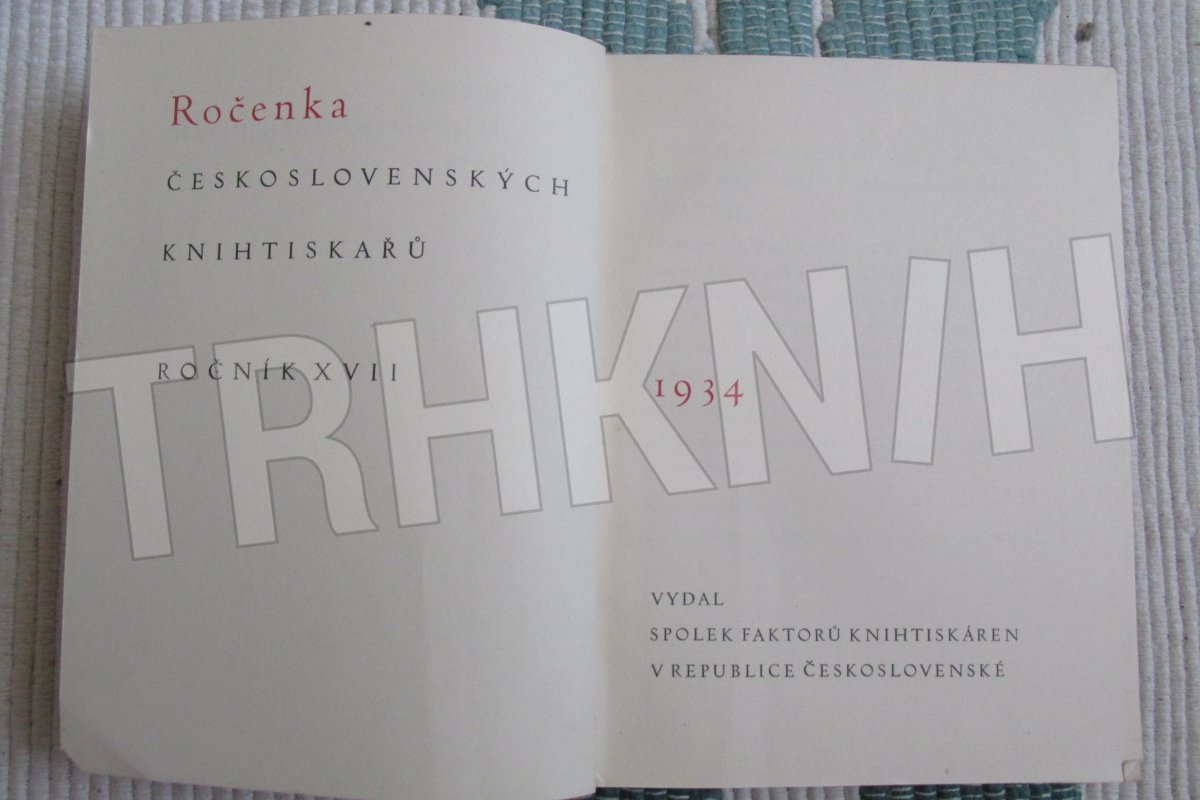 Ročenka
ČESKOSLOVENSKÝCH
KNIHTISKAŘŮ
ROČNÍK XVII
1934
VYDAL
SPOLEK FAKTORŮ KNIHTISKÁREN
V REPUBLICE ČESKOSLOVENSKÉ
TRHKNIH